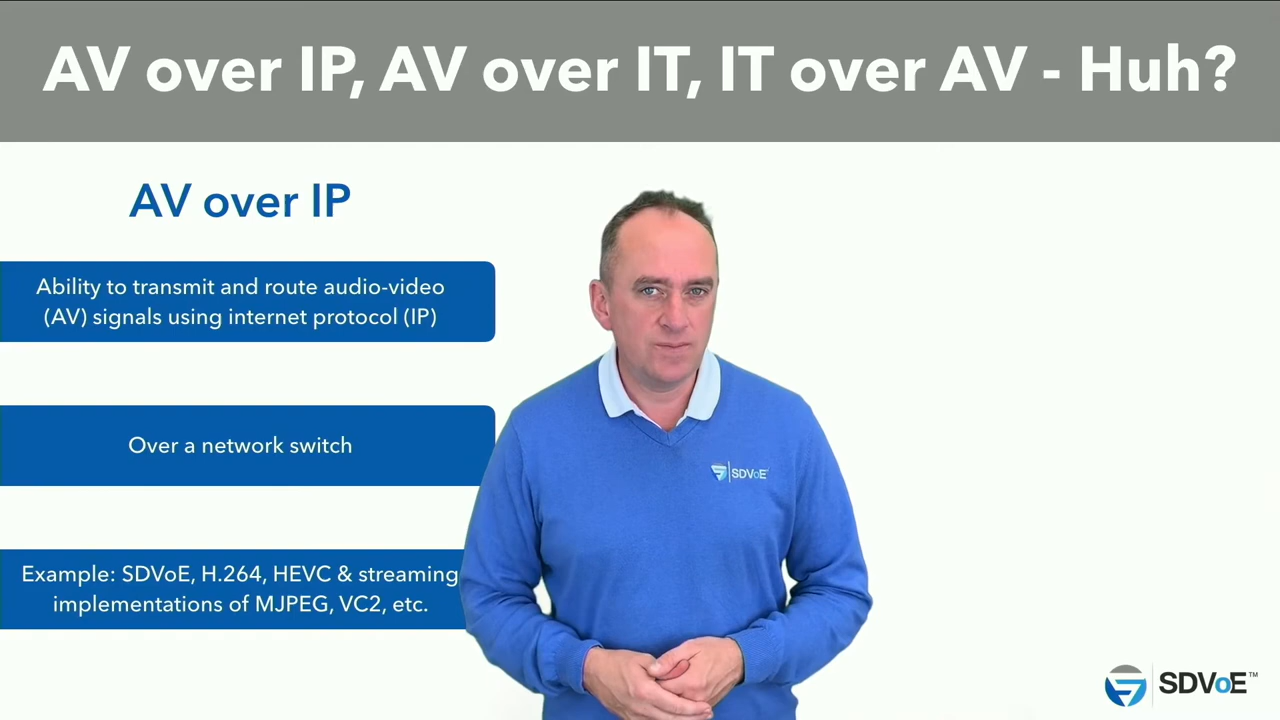 AV over IP, AV over IT, IT over AV - Huh?
AV over IP
Ability to transmit and route audio-video
(AV) signals using internet protocol (IP)
Over a network switch
Example: SDVoE, H.264, HEVC & streaming
implementations of MJPEG, VC2, etc.
SDVoE
SDVoE™